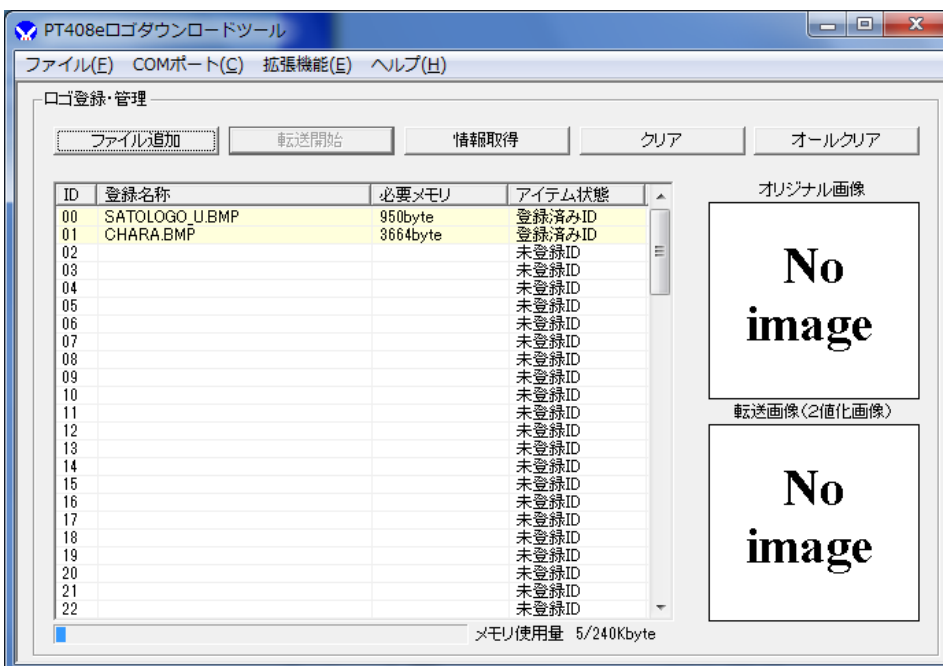 PT408eロゴダウンロードツール
ファイル(F) COMポート(C) 拡張機能(E) ヘルプ(H)
ロゴ登録・管理
ファイル追加 転送開始 情報取得 クリア オールクリア
ID 登録名称 必要メモリ アイテム状態
00 SATOLOGO_U.BMP 950byte 登録済みID
01 CHARA.BMP 3664byte 登録済みID
02 未登録ID
03 未登録ID
04 未登録ID
05 未登録ID
06 未登録ID
07 未登録ID
08 未登録ID
09 未登録ID
10 未登録ID
11 未登録ID
12 未登録ID
13 未登録ID
14 未登録ID
15 未登録ID
16 未登録ID
17 未登録ID
18 未登録ID
19 未登録ID
20 未登録ID
21 未登録ID
22 未登録ID
メモリ使用量 5/240Kbyte
オリジナル画像
No
image
転送画像(2値化画像)
No
image